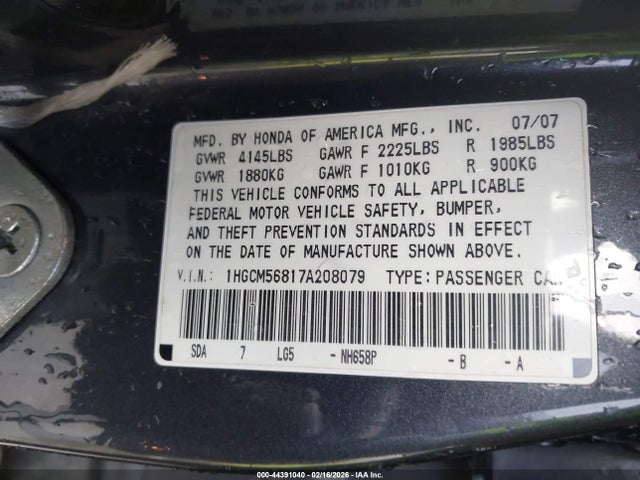 MFD. BY HONDA OF AMERICA MFG., INC. 07/07
GVWR 4145LBS GAWR F 2225LBS R 1985LBS
GVWR 1880KG GAWR F 1010KG R 900KG
THIS VEHICLE CONFORMS TO ALL APPLICABLE
FEDERAL MOTOR VEHICLE SAFETY, BUMPER,
AND THEFT PREVENTION STANDARDS IN EFFECT
ON THE DATE OF MANUFACTURE SHOWN ABOVE.
V.I.N.: 1HGCM56817A208079 TYPE: PASSENGER CAR
SDA 7 LG5 -NH658P -B -A
000-44391040 - 02/16/2026 - IAA Inc.